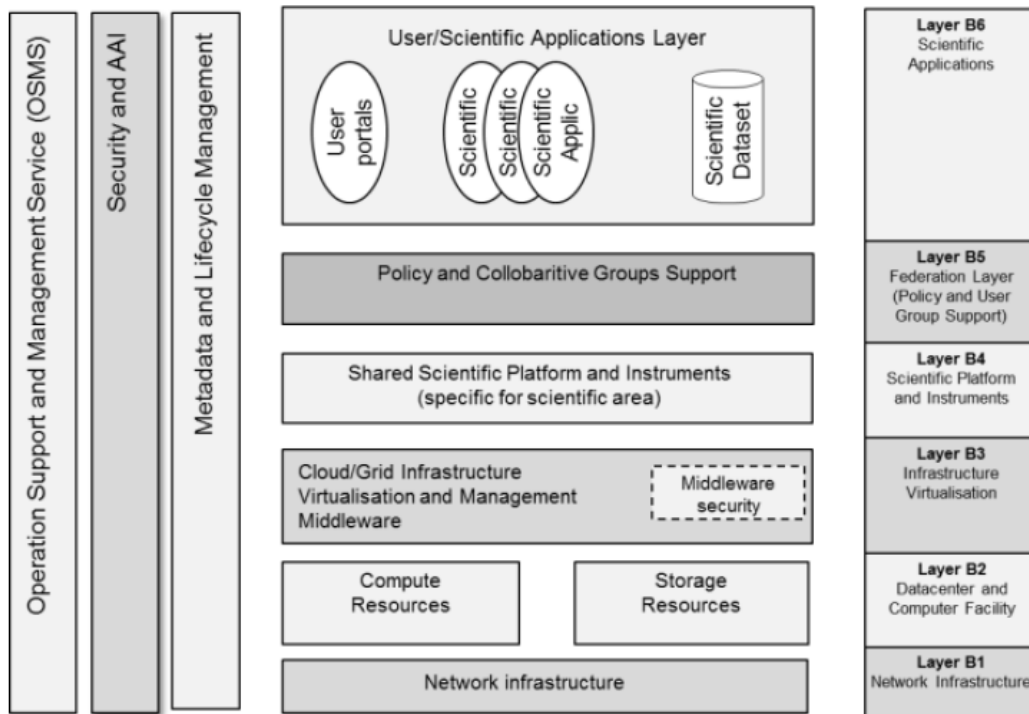 Operation Support and Management Service (OSMS)
Security and AAI
Metadata and Lifecycle Management
User/Scientific Applications Layer
User
portals
Scientific
Scientific
Scientific
Applic
Scientific
Dataset
Policy and Collobaritive Groups Support
Shared Scientific Platform and Instruments
(specific for scientific area)
Cloud/Grid Infrastructure
Virtualisation and Management
Middleware
Middleware
security
Compute
Resources
Storage
Resources
Network infrastructure
Layer B6
Scientific
Applications
Layer B5
Federation Layer
(Policy and User
Group Support)
Layer B4
Scientific Platform
and Instruments
Layer B3
Infrastructure
Virtualisation
Layer B2
Datacenter and
Computer Facility
Layer B1
Network Infrastructure